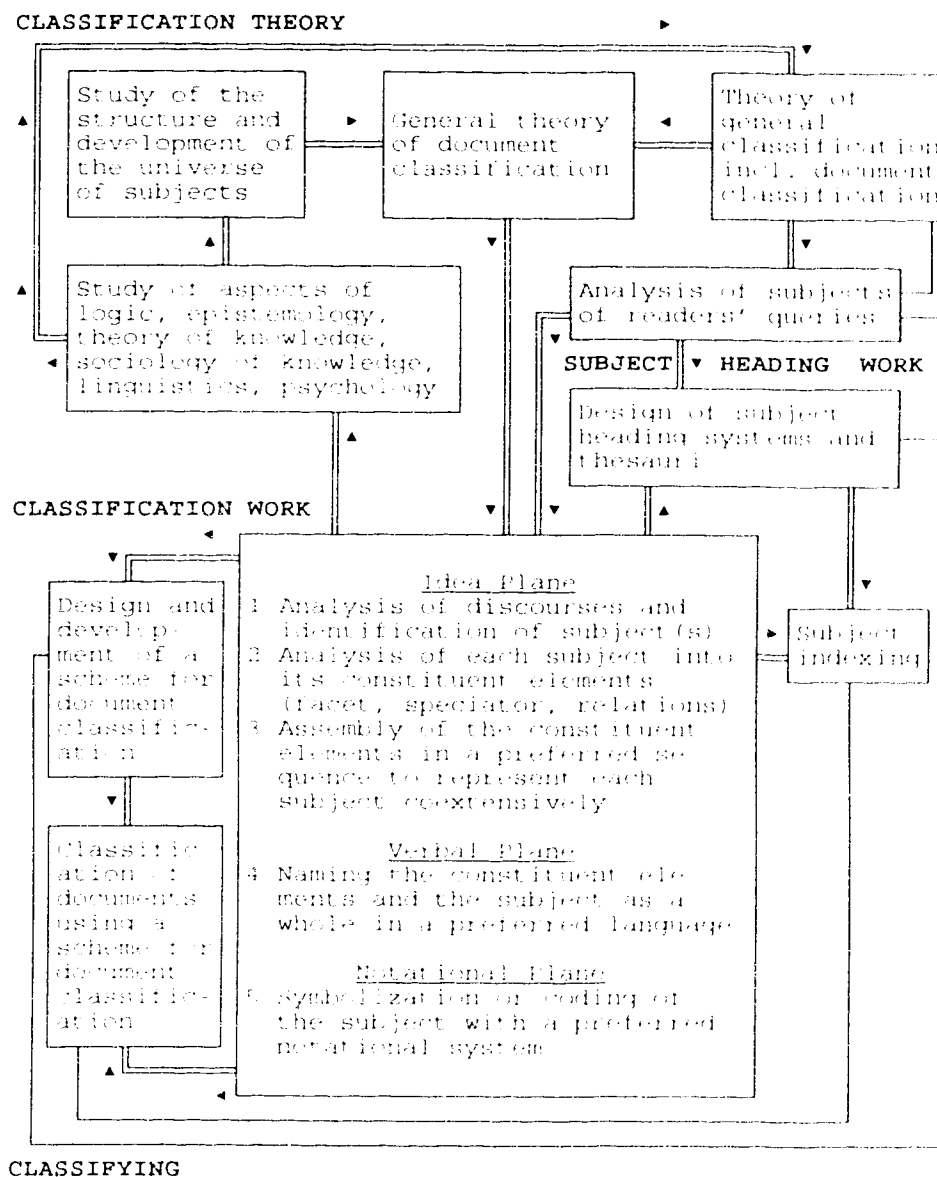 CLASSIFICATION THEORY
Study of the
structure and
development of
the universe
of subjects
General theory
of document
classification
Theory of
general
classification
incl. document
classification
Study of aspects of
logic, epistemology,
theory of knowledge,
sociology of knowledge,
linguistics, psychology
Analysis of subjects
of readers' queries
SUBJECT HEADING WORK
Design of subject
heading systems and
thesauri
CLASSIFICATION WORK
Design and
develop-
ment of a
scheme for
document
classific-
ation
Idea Plane
1 Analysis of discourses and
identification of subject(s)
2 Analysis of each subject into
its constituent elements
(facet, speciator, relations)
3 Assembly of the constituent
elements in a preferred se
quence to represent each
subject coextensively
Verbal Plane
4 Naming the constituent ele
ments and the subject as a
whole in a preferred language
Notational Plane
5 Symbolization or coding of
the subject with a preferred
notational system
Subject
indexing
Classific
ation of
documents
using a
scheme for
document
classific-
ation
CLASSIFYING